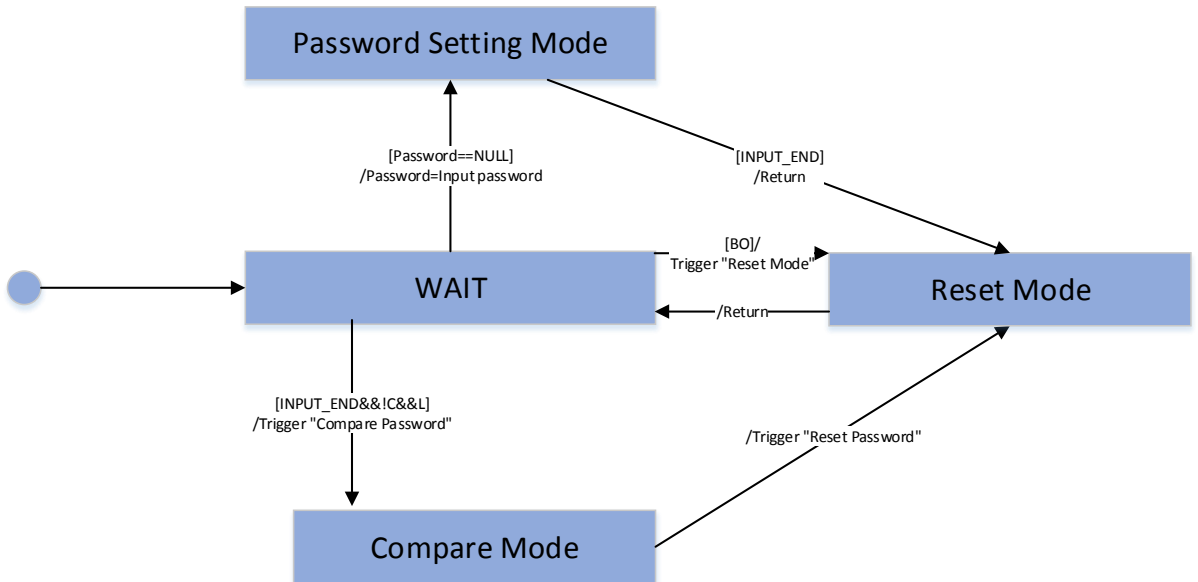 Password Setting Mode
[Password==NULL]
/Password=Input password
[INPUT_END]
/Return
[BO]/
Trigger "Reset Mode"
WAIT
Reset Mode
/Return
[INPUT_END&&!C&&L]
/Trigger "Compare Password"
/Trigger "Reset Password"
Compare Mode